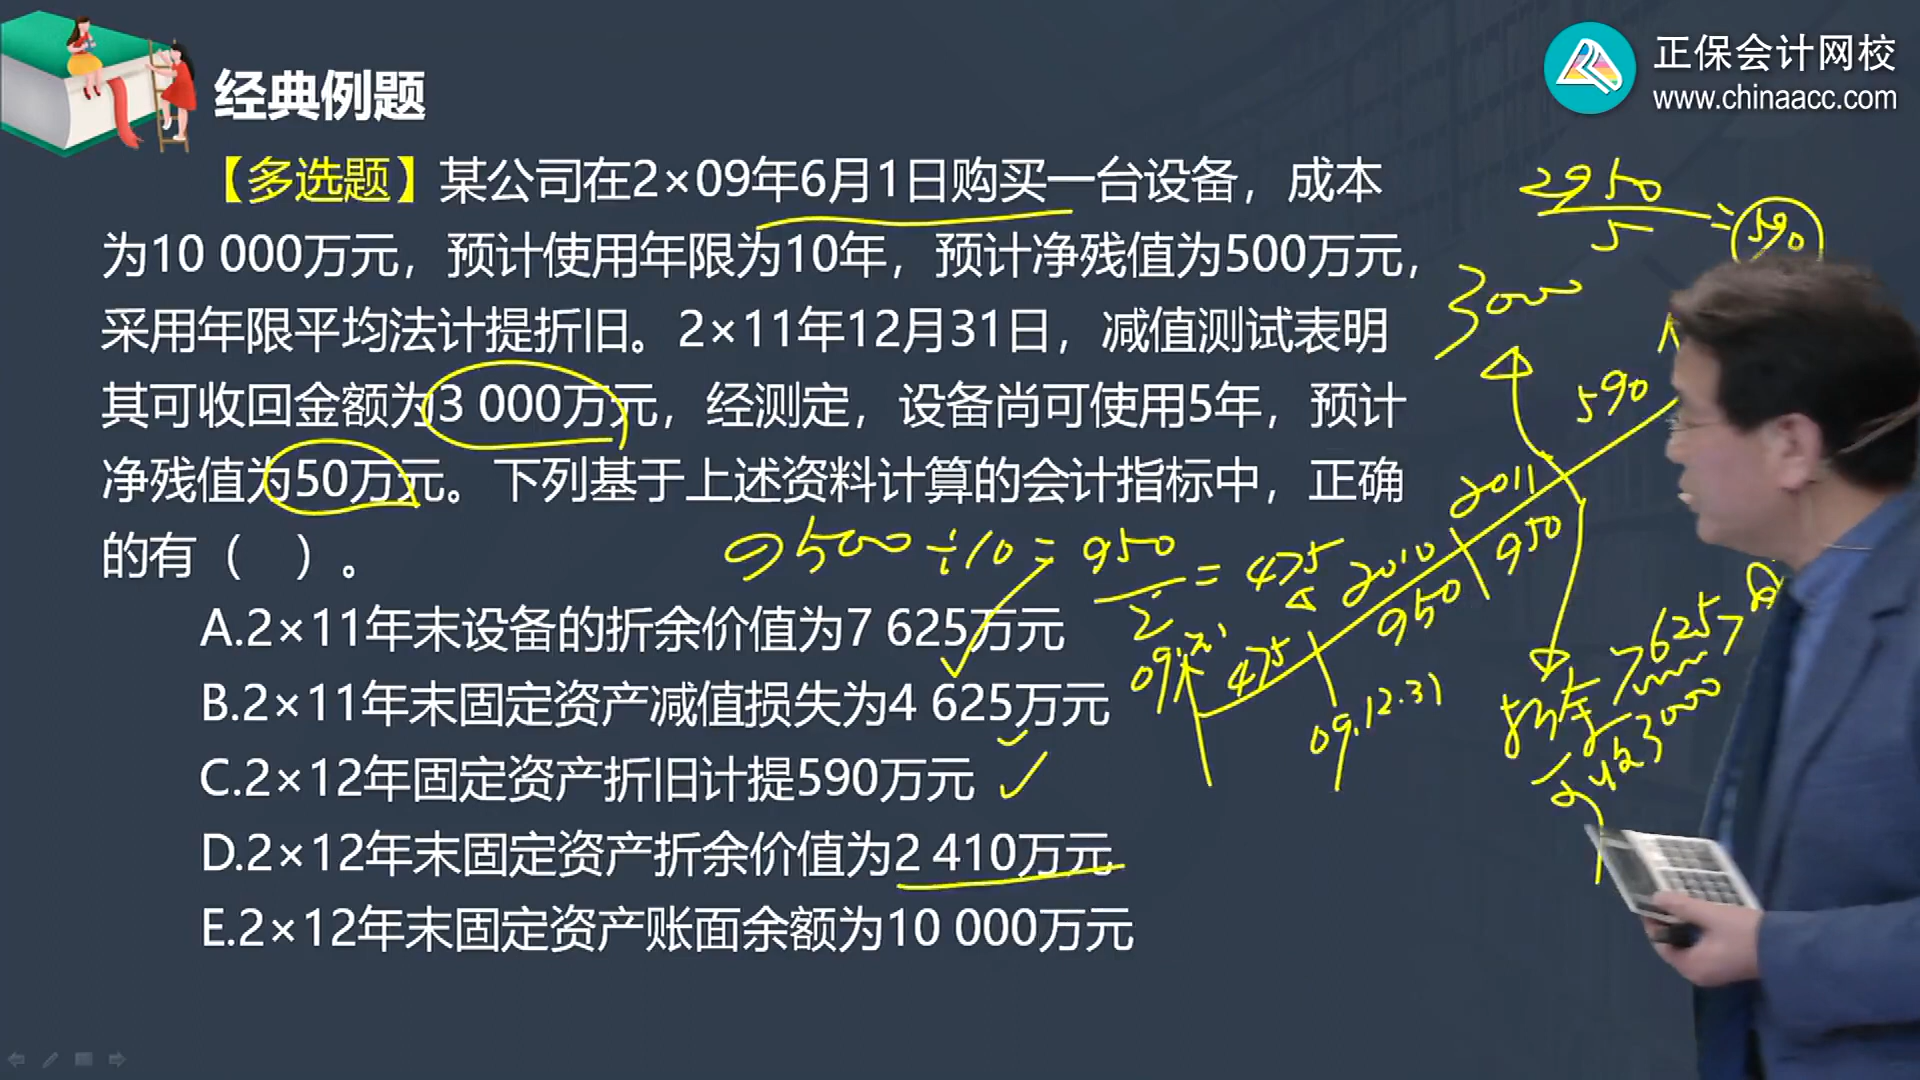 经典例题
正保会计网校
www.chinaacc.com
【多选题】某公司在2×09年6月1日购买一台设备，成本
为10 000万元，预计使用年限为10年，预计净残值为500万元，
采用年限平均法计提折旧。2×11年12月31日，减值测试表明
其可收回金额为3 000万元，经测定，设备尚可使用5年，预计
净残值为50万元。下列基于上述资料计算的会计指标中，正确
的有（　）。
A.2×11年末设备的折余价值为7 625万元
B.2×11年末固定资产减值损失为4 625万元
C.2×12年固定资产折旧计提590万元
D.2×12年末固定资产折余价值为2 410万元
E.2×12年末固定资产账面余额为10 000万元
2950
5
=590
3000
590
2011
950
9500÷10=950
2
=475
2010
950
475
09.12.31
折余7625
3000